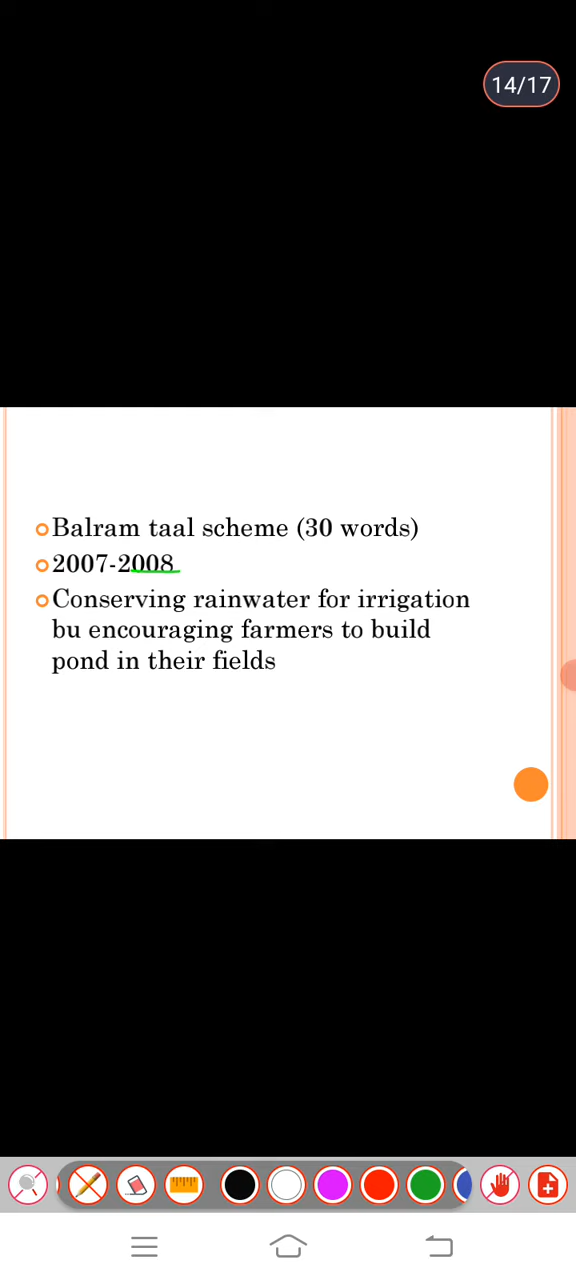 14/17
Balram taal scheme (30 words)
2007-2008
Conserving rainwater for irrigation
bu encouraging farmers to build
pond in their fields